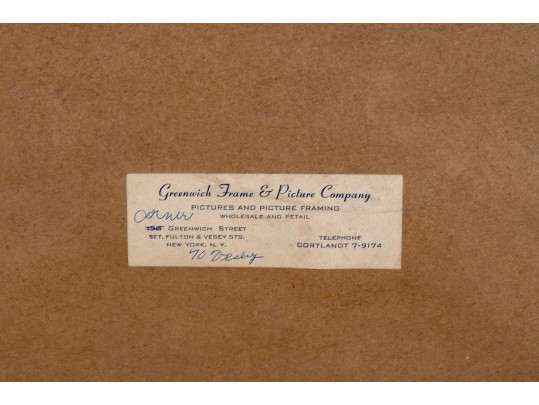 Greenwich Frame & Picture Company
PICTURES AND PICTURE FRAMING
WHOLESALE AND RETAIL
corner
GREENWICH STREET
BET. FULTON & VESEY STS.
NEW YORK, N. Y.
70 Vesey
TELEPHONE
CORTLANDT 7-9174